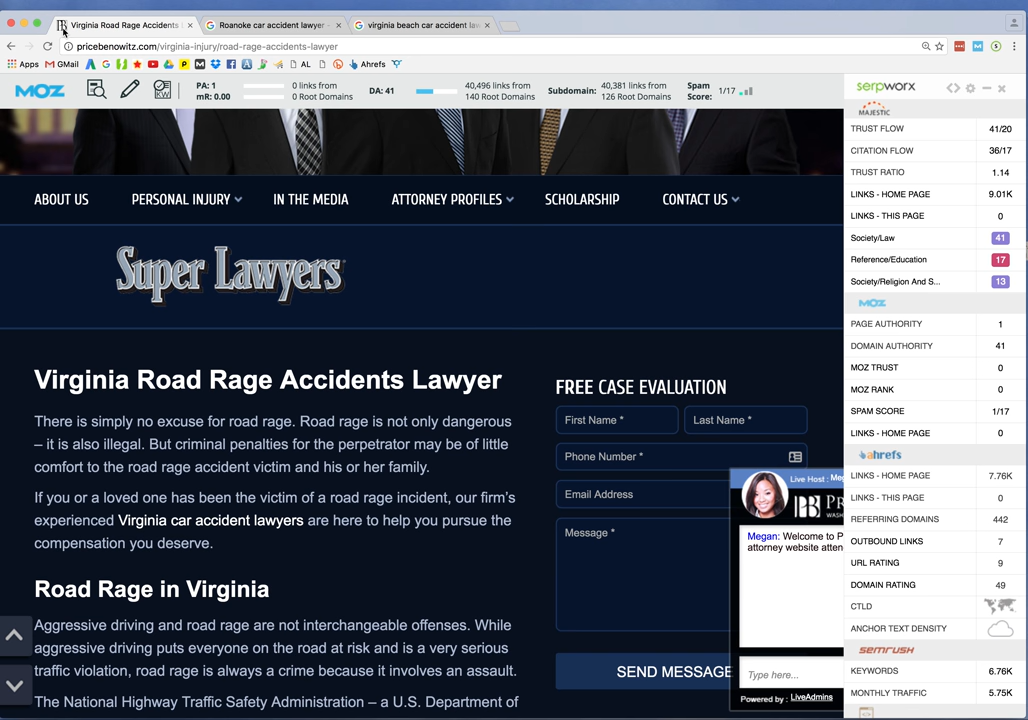 Virginia Road Rage Accidents
Roanoke car accident lawyer -
virginia beach car accident law
pricebenowitz.com/virginia-injury/road-rage-accidents-lawyer
Apps
GMail
AL
Ahrefs
MOZ
KW
PA: 1
mR: 0.00
0 links from
0 Root Domains
DA: 41
40,496 links from
140 Root Domains
Subdomain:
40,381 links from
126 Root Domains
Spam
Score:
1/17
ABOUT US
PERSONAL INJURY
IN THE MEDIA
ATTORNEY PROFILES
SCHOLARSHIP
CONTACT US
Super Lawyers
Virginia Road Rage Accidents Lawyer
There is simply no excuse for road rage. Road rage is not only dangerous
– it is also illegal. But criminal penalties for the perpetrator may be of little
comfort to the road rage accident victim and his or her family.
If you or a loved one has been the victim of a road rage incident, our firm's
experienced Virginia car accident lawyers are here to help you pursue the
compensation you deserve.
Road Rage in Virginia
Aggressive driving and road rage are not interchangeable offenses. While
aggressive driving puts everyone on the road at risk and is a very serious
traffic violation, road rage is always a crime because it involves an assault.
The National Highway Traffic Safety Administration – a U.S. Department of
FREE CASE EVALUATION
First Name *
Last Name *
Phone Number *
Email Address
Message *
SEND MESSAGE
Live Host : Meg
PR
WASH
Megan: Welcome to P
attorney website atten
Type here...
Powered by : LiveAdmins
serpworx
MAJESTIC
TRUST FLOW 41/20
CITATION FLOW 36/17
TRUST RATIO 1.14
LINKS - HOME PAGE 9.01K
LINKS - THIS PAGE 0
Society/Law 41
Reference/Education 17
Society/Religion And S... 13
MOZ
PAGE AUTHORITY 1
DOMAIN AUTHORITY 41
MOZ TRUST 0
MOZ RANK 0
SPAM SCORE 1/17
LINKS - HOME PAGE 0
ahrefs
LINKS - HOME PAGE 7.76K
LINKS - THIS PAGE 0
REFERRING DOMAINS 442
OUTBOUND LINKS 7
URL RATING 9
DOMAIN RATING 49
CTLD
ANCHOR TEXT DENSITY
SEMRUSH
KEYWORDS 6.76K
MONTHLY TRAFFIC 5.75K